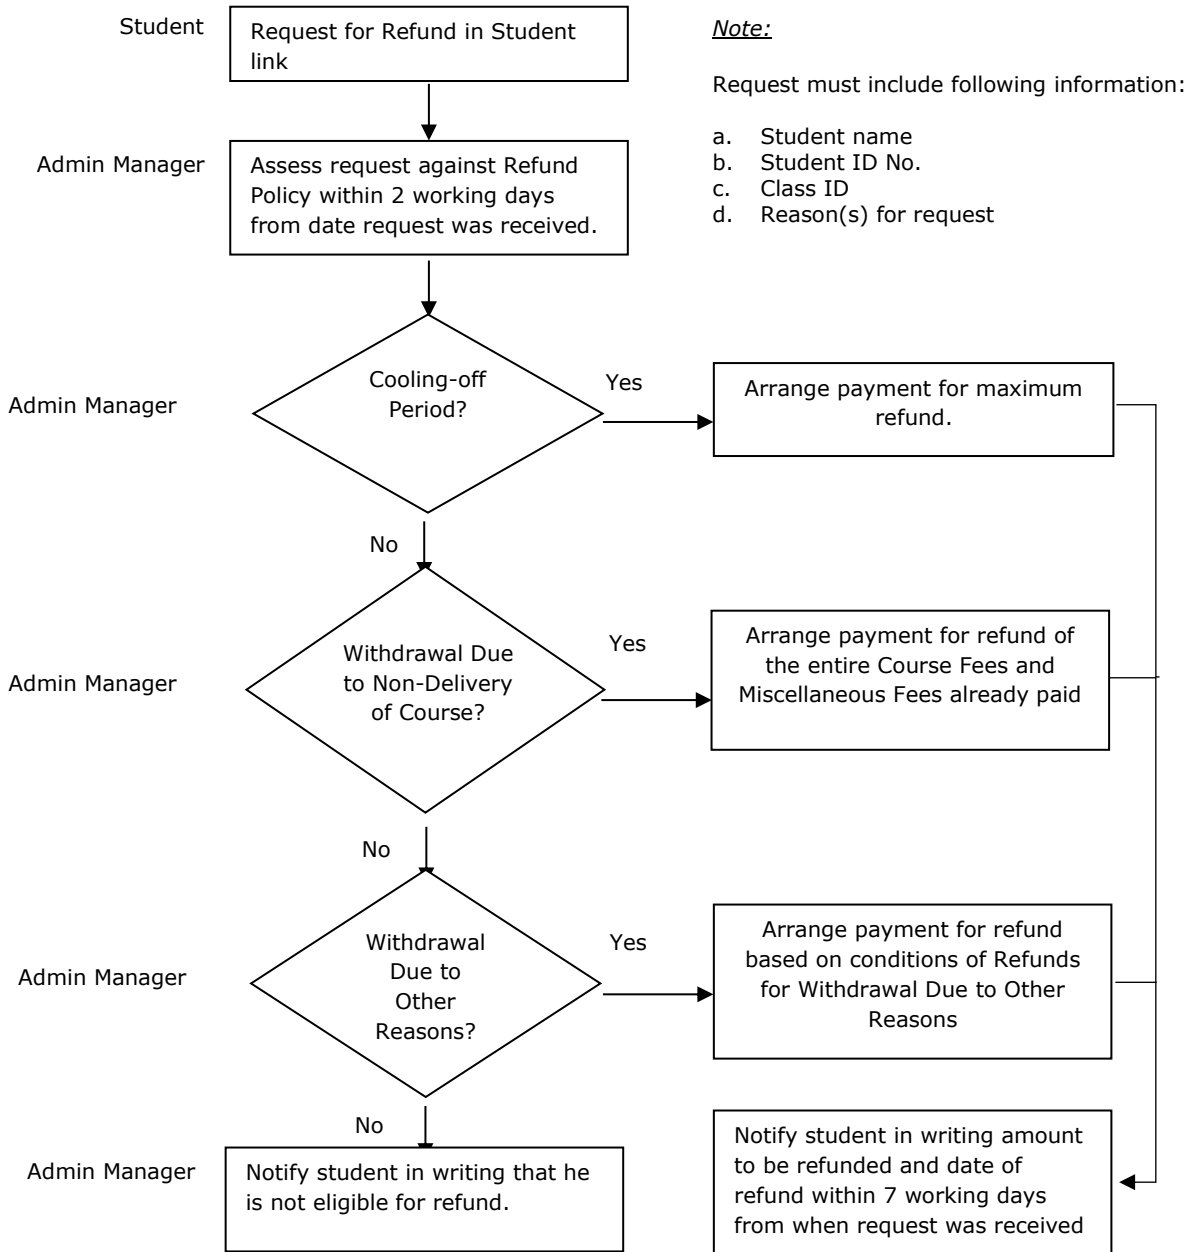 Student
Request for Refund in Student
link
Note:
Request must include following information:
a. Student name
b. Student ID No.
c. Class ID
d. Reason(s) for request
Admin Manager
Assess request against Refund
Policy within 2 working days
from date request was received.
Admin Manager
Cooling-off
Period?
Yes
Arrange payment for maximum
refund.
No
Admin Manager
Withdrawal Due
to Non-Delivery
of Course?
Yes
Arrange payment for refund of
the entire Course Fees and
Miscellaneous Fees already paid
No
Admin Manager
Withdrawal
Due to
Other
Reasons?
Yes
Arrange payment for refund
based on conditions of Refunds
for Withdrawal Due to Other
Reasons
No
Admin Manager
Notify student in writing that he
is not eligible for refund.
Notify student in writing amount
to be refunded and date of
refund within 7 working days
from when request was received